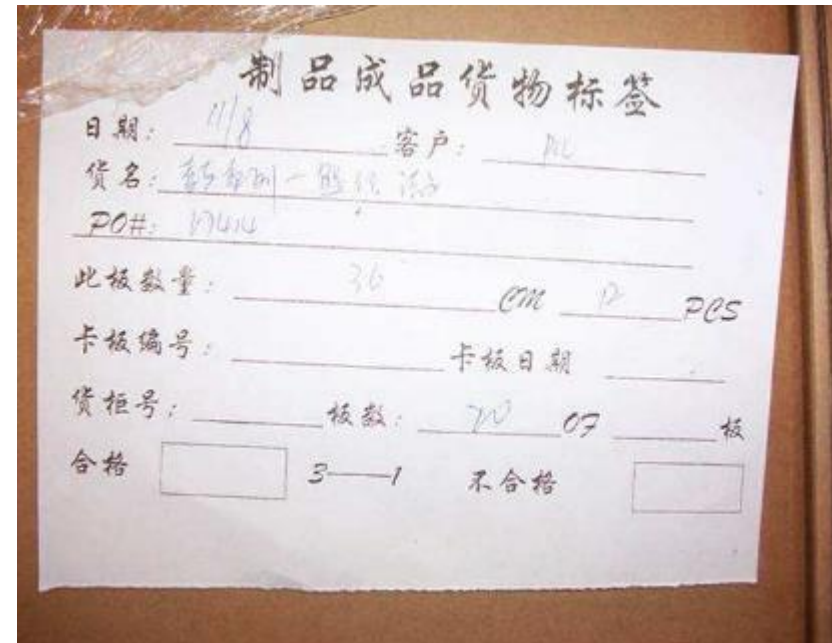 制品成品货物标签
日期: 11/8 客户:
货名:
PO#:
此板数量: 36 CM 12 PCS
卡板编号: 卡板日期
货柜号: 板数: 20 OF 板
合格 3——1 不合格